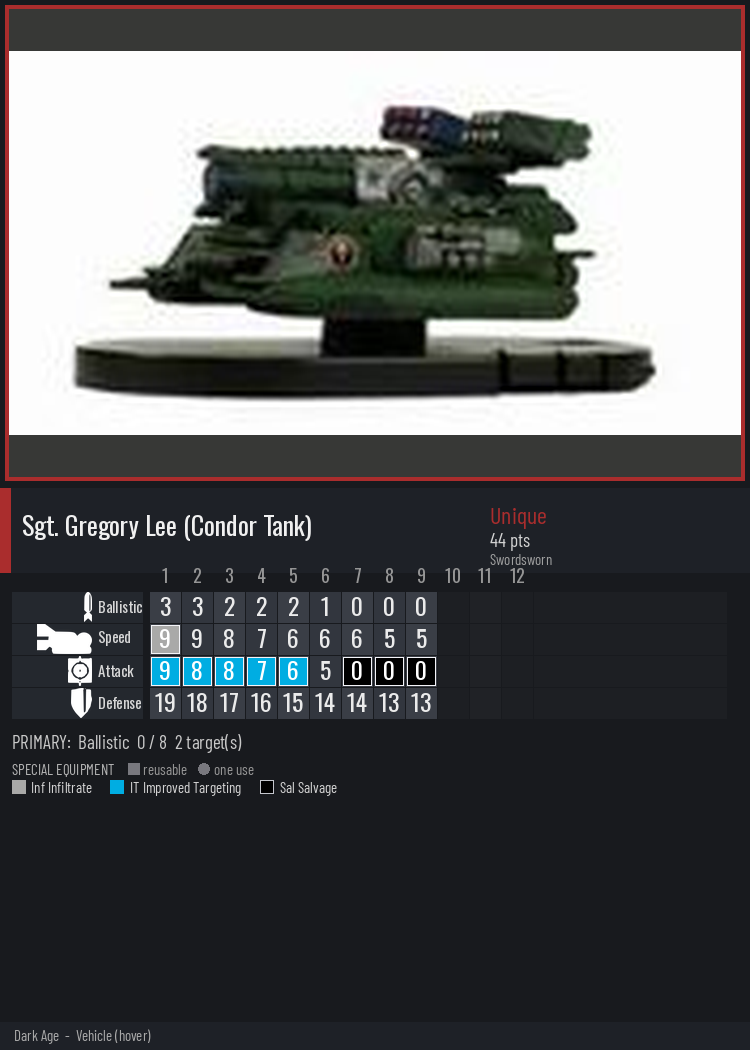 Sgt. Gregory Lee (Condor Tank)
Unique
44 pts
Swordsworn
1 2 3 4 5 6 7 8 9 10 11 12
Ballistic 3 3 2 2 2 1 0 0 0
Speed 9 9 8 7 6 6 6 5 5
Attack 9 8 8 7 6 5 0 0 0
Defense 19 18 17 16 15 14 14 13 13
PRIMARY: Ballistic 0 / 8 2 target(s)
SPECIAL EQUIPMENT reusable one use
Inf Infiltrate IT Improved Targeting Sal Salvage
Dark Age - Vehicle (hover)